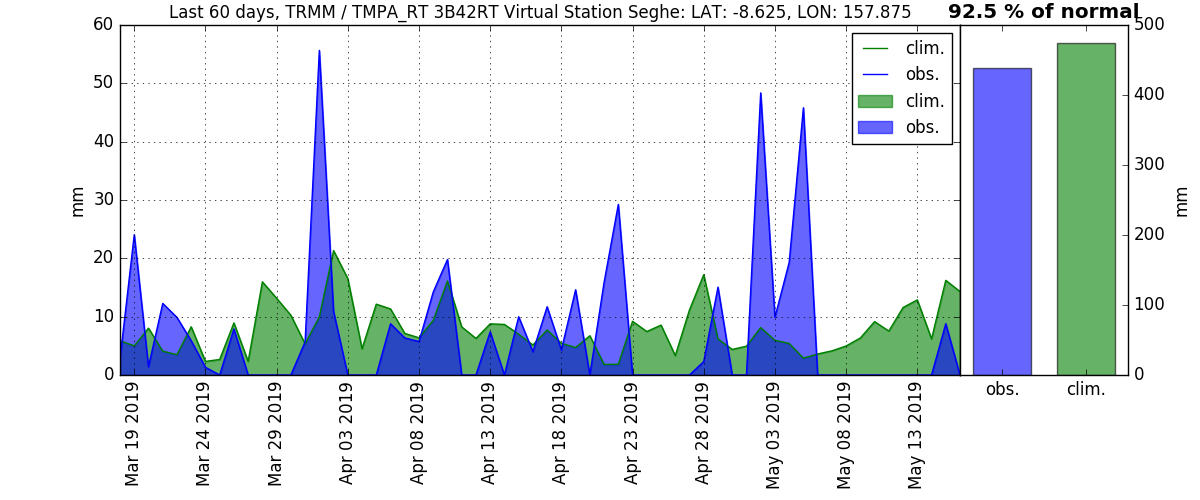 Last 60 days, TRMM / TMPA_RT 3B42RT Virtual Station Seghe: LAT: -8.625, LON: 157.875
92.5 % of normal
60
50
40
30
20
10
0
mm
clim.
obs.
clim.
obs.
Mar 19 2019
Mar 24 2019
Mar 29 2019
Apr 03 2019
Apr 08 2019
Apr 13 2019
Apr 18 2019
Apr 23 2019
Apr 28 2019
May 03 2019
May 08 2019
May 13 2019
500
400
300
200
100
0
mm
obs.
clim.